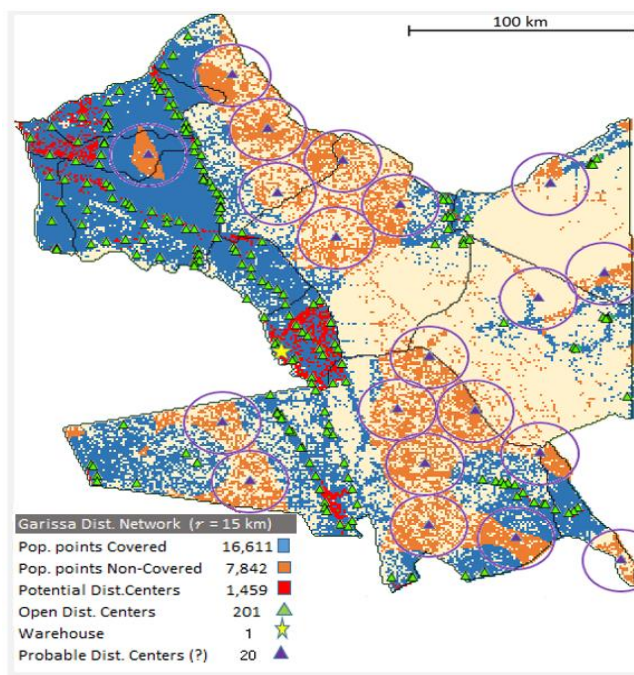 100 km
Garissa Dist. Network (r = 15 km)
Pop. points Covered 16,611
Pop. points Non-Covered 7,842
Potential Dist.Centers 1,459
Open Dist. Centers 201
Warehouse 1
Probable Dist. Centers (?) 20